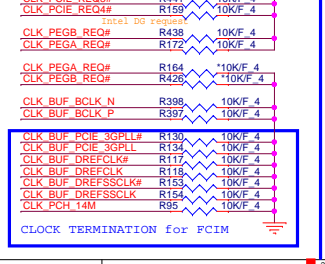 CLK_PCIE_REQ4# R159 10K/F_4
Intel DG request
CLK_PEGB_REQ# R438 10K/F_4
CLK_PEGA_REQ# R172 10K/F_4
CLK_PEGA_REQ# R164 *10K/F_4
CLK_PEGB_REQ# R426 *10K/F_4
CLK_BUF_BCLK_N R398 10K/F_4
CLK_BUF_BCLK_P R397 10K/F_4
CLK_BUF_PCIE_3GPLL# R130 10K/F_4
CLK_BUF_PCIE_3GPLL R134 10K/F_4
CLK_BUF_DREFCLK# R117 10K/F_4
CLK_BUF_DREFCLK R118 10K/F_4
CLK_BUF_DREFSSCLK# R153 10K/F_4
CLK_BUF_DREFSSCLK R154 10K/F_4
CLK_PCH_14M R95 10K/F_4
CLOCK TERMINATION for FCIM